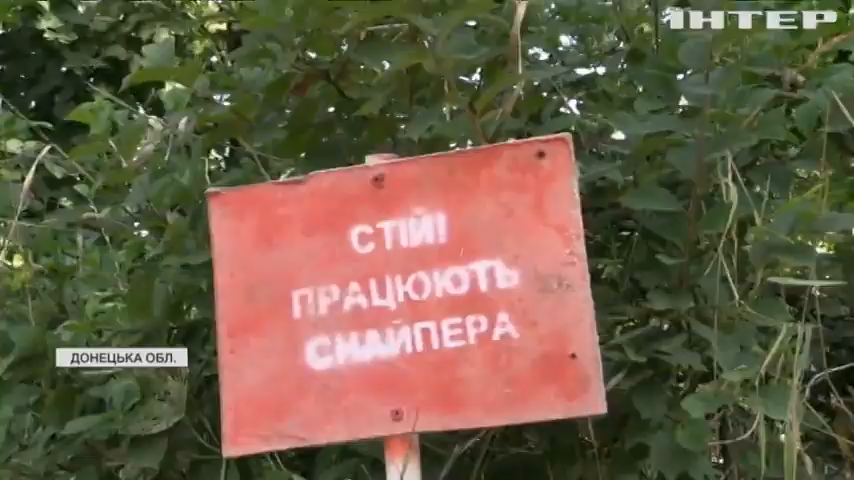 ІНТЕР
СТІЙ!
ПРАЦЮЮТЬ
СНАЙПЕРА
ДОНЕЦЬКА ОБЛ.